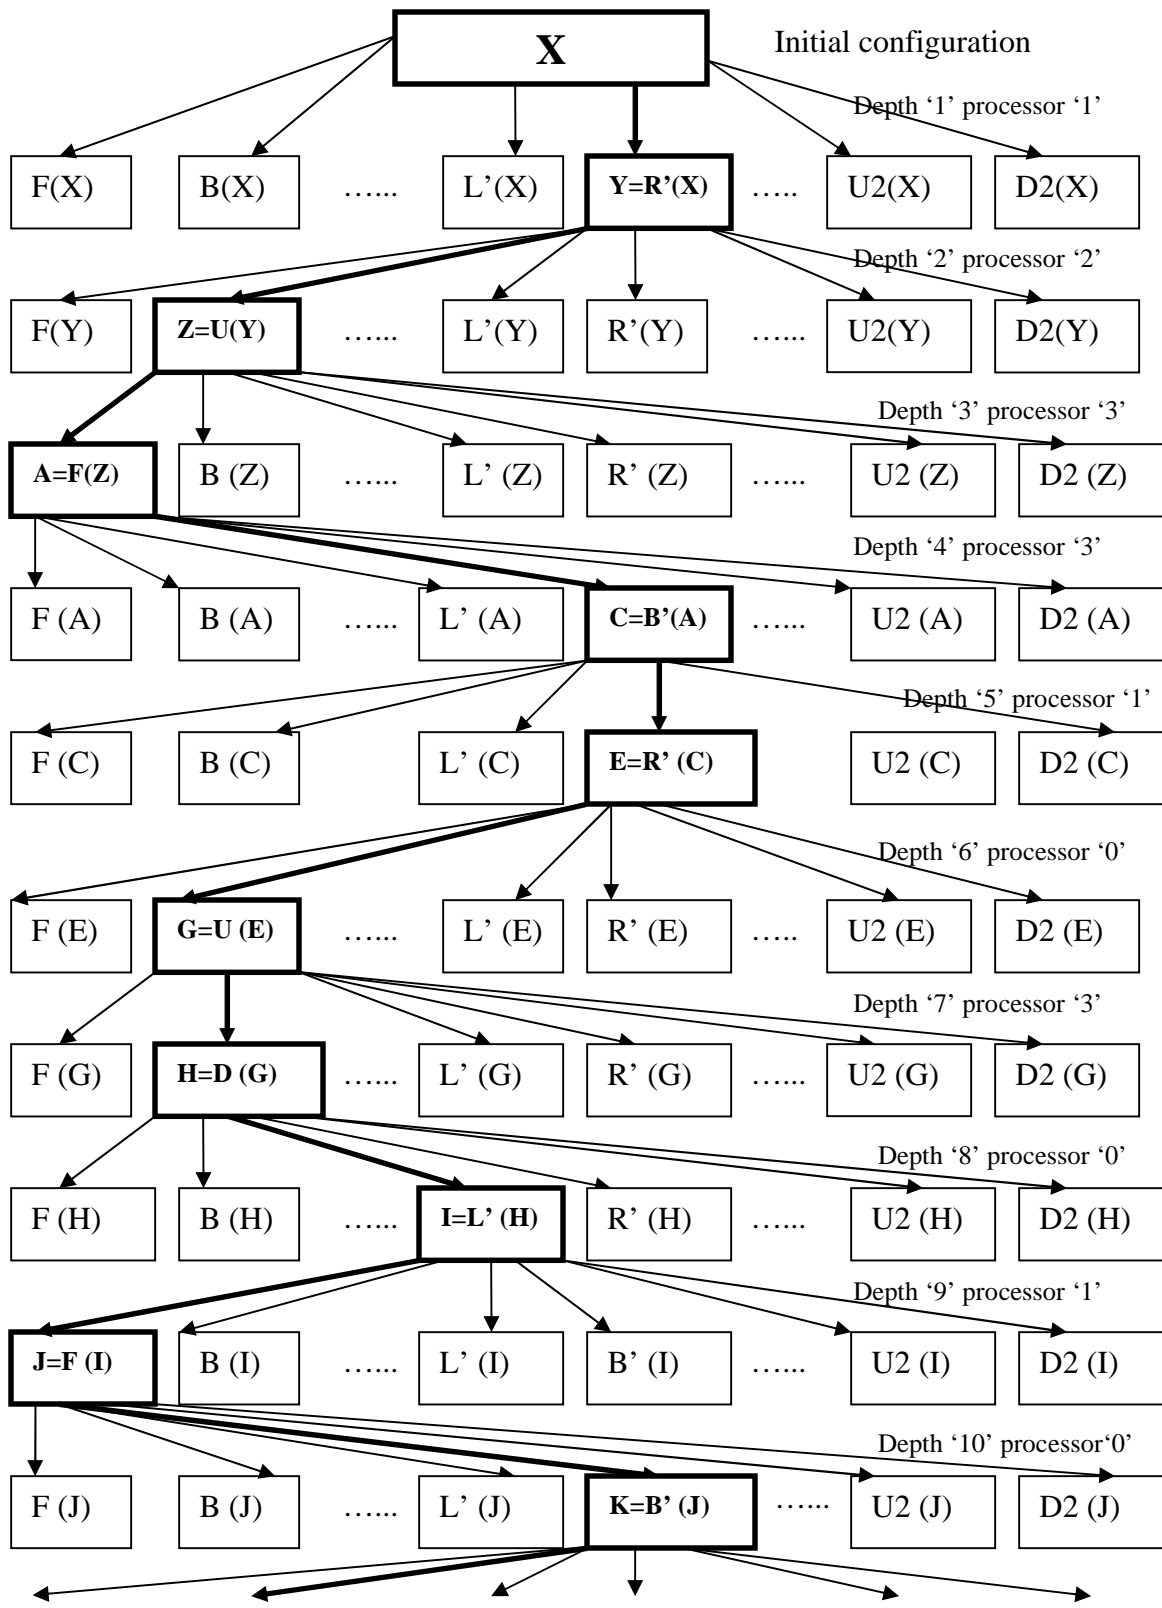 X Initial configuration
Depth ‘1’ processor ‘1’
F(X) B(X) …... L’(X) Y=R’(X) ….. U2(X) D2(X)
Depth ‘2’ processor ‘2’
F(Y) Z=U(Y) …... L’(Y) R’(Y) …... U2(Y) D2(Y)
Depth ‘3’ processor ‘3’
A=F(Z) B (Z) …... L’ (Z) R’ (Z) …... U2 (Z) D2 (Z)
Depth ‘4’ processor ‘3’
F (A) B (A) …... L’ (A) C=B’(A) ….. U2 (A) D2 (A)
Depth ‘5’ processor ‘1’
F (C) B (C) L’ (C) E=R’ (C) U2 (C) D2 (C)
Depth ‘6’ processor ‘0’
F (E) G=U (E) …... L’ (E) R’ (E) ….. U2 (E) D2 (E)
Depth ‘7’ processor ‘3’
F (G) H=D (G) …... L’ (G) R’ (G) …... U2 (G) D2 (G)
Depth ‘8’ processor ‘0’
F (H) B (H) …... I=L’ (H) R’ (H) …... U2 (H) D2 (H)
Depth ‘9’ processor ‘1’
J=F (I) B (I) …... L’ (I) B’ (I) …... U2 (I) D2 (I)
Depth ‘10’ processor‘0’
F (J) B (J) …... L’ (J) K=B’ (J) …... U2 (J) D2 (J)